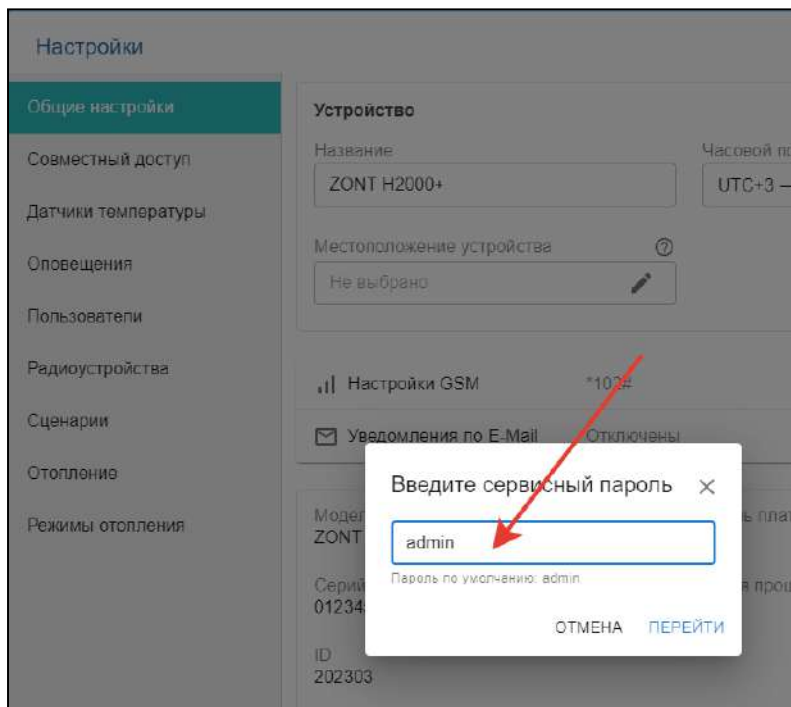 Настройки
Общие настройки
Совместный доступ
Датчики температуры
Оповещения
Пользователи
Радиоустройства
Сценарии
Отопление
Режимы отопления
Устройство
Название
Часовой
ZONT H2000+
UTC+3 —
Местоположение устройства
Не выбрано
Настройки GSM *102#
Уведомления по E-Mail Отключены
Введите сервисный пароль
admin
Пароль по умолчанию: admin
ОТМЕНА ПЕРЕЙТИ
ZONT
ID
202303